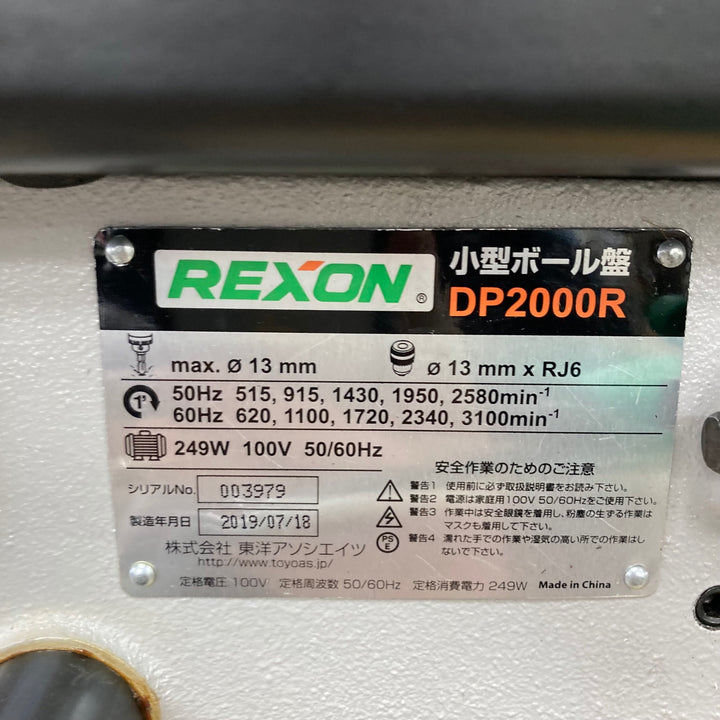 REXON®
小型ボール盤
DP2000R
max. Ø 13 mm
Ø 13 mm x RJ6
50Hz 515, 915, 1430, 1950, 2580min-1
60Hz 620, 1100, 1720, 2340, 3100min-1
249W 100V 50/60Hz
シリアルNo. 003979
製造年月日 2019/07/18
株式会社 東洋アソシエイツ
http://www.toyoas.jp/
安全作業のためのご注意
警告1 使用前に必ず取扱説明書をお読み下さい。
警告2 電源は家庭用100V 50/60Hzをご使用下さい。
警告3 作業中は安全眼鏡を着用し、粉塵の生ずる作業は
マスクも着用して下さい。
警告4 濡れた手での作業や湿気の高い所での作業はし
ないで下さい。
PS
E
定格電圧 100V 定格周波数 50/60Hz 定格消費電力 249W Made in China